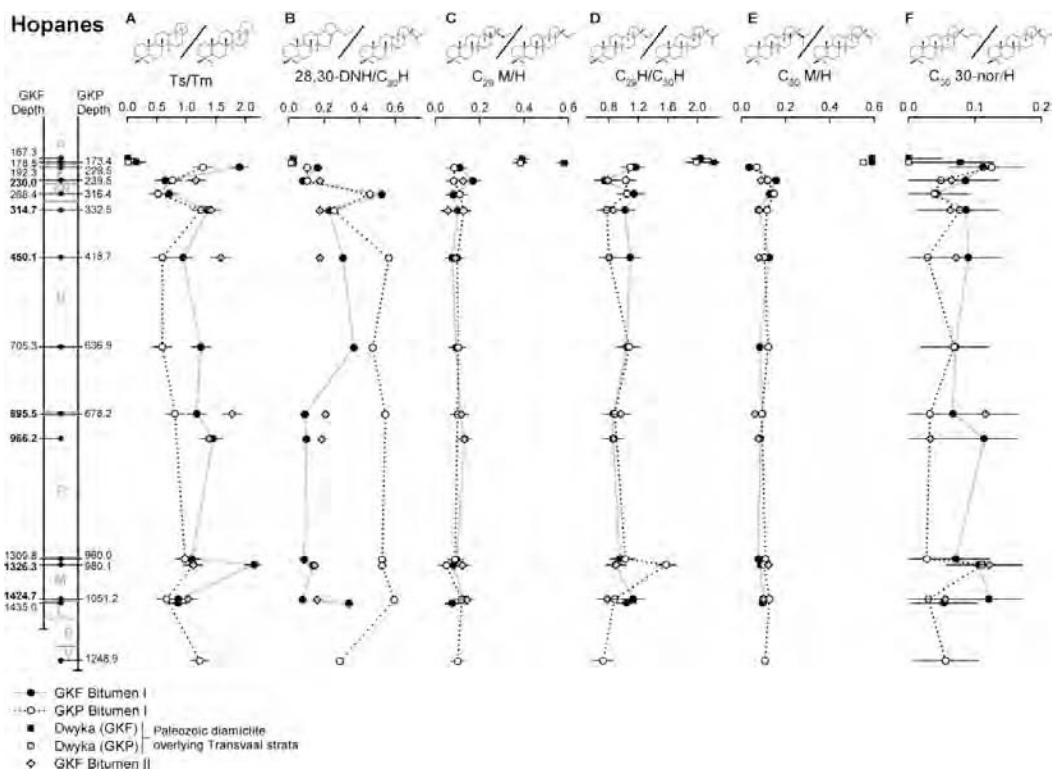 Hopanes
A B C D E F
Ts/Tm 28,30-DNH/C30H C29 M/H C29H/C30H C30 M/H C30 30-nor/H
GKF Depth
GKP Depth
0.0 0.5 1.0 1.5 2.0
0.0 0.2 0.4 0.6
0.0 0.2 0.4 0.6
0.8 1.2 1.6 2.0
0.0 0.30 0.6
0.0 0.1 0.2
167.3
178.5 173.4
192.3 229.5
230.0 239.5
268.4 316.4
314.7 332.5
450.1 418.7
M
705.3 636.9
895.5 678.2
966.2
1309.8 960.0
1326.3 980.1
M
1424.7 1051.2
1435.6
1248.9
GKF Bitumen I
GKP Bitumen I
Dwyka (GKF) Paleozoic diamictite
Dwyka (GKP) overlying Transvaal strata
GKF Bitumen II